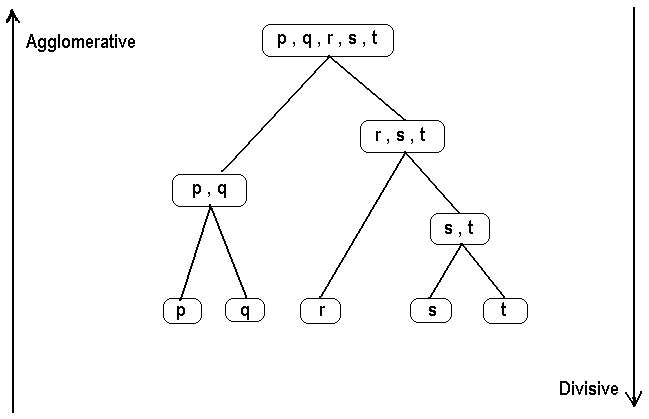 Agglomerative
p , q , r , s , t
r , s , t
p , q
s , t
p
q
r
s
t
Divisive